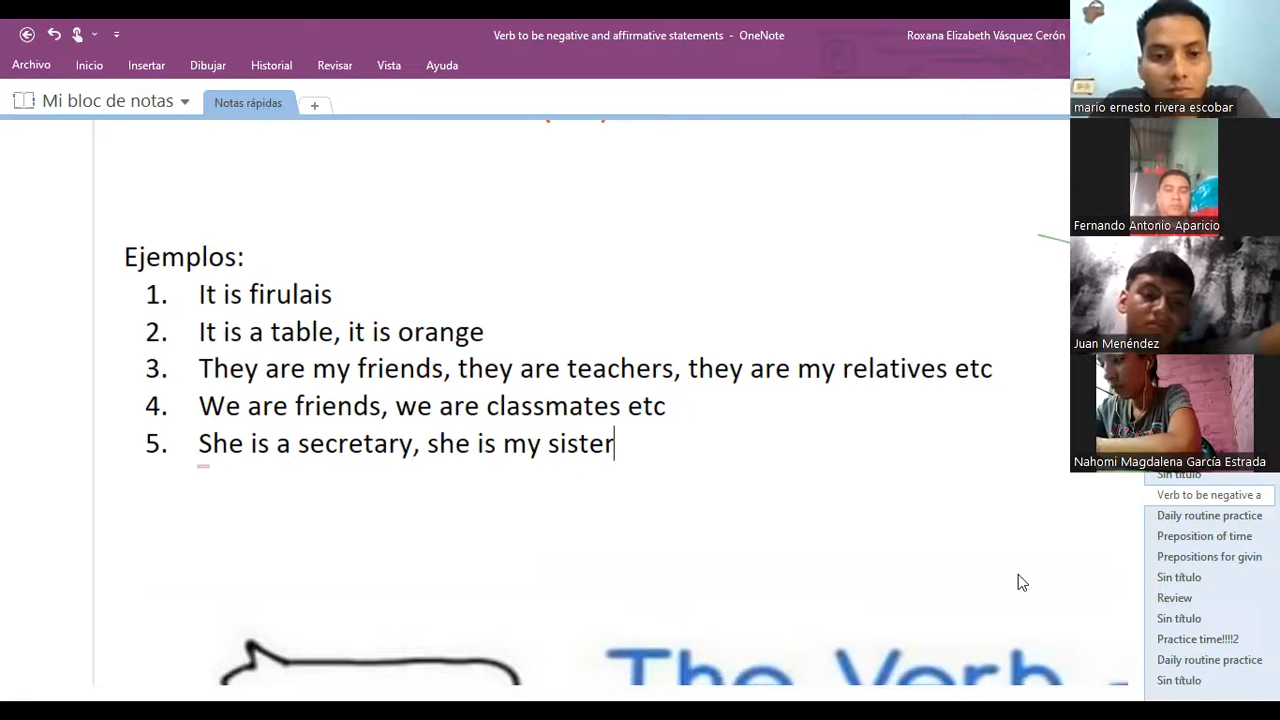 Verb to be negative and affirmative statements - OneNote
Roxana Elizabeth Vásquez Cerón
Archivo Inicio Insertar Dibujar Historial Revisar Vista Ayuda
Mi bloc de notas
Notas rápidas
mario ernesto rivera escobar
Fernando Antonio Aparicio
Juan Menéndez
Nahomi Magdalena García Estrada
Ejemplos:
1. It is firulais
2. It is a table, it is orange
3. They are my friends, they are teachers, they are my relatives etc
4. We are friends, we are classmates etc
5. She is a secretary, she is my sister
The Verb
Sin título
Verb to be negative a
Daily routine practice
Preposition of time
Prepositions for givin
Sin título
Review
Sin título
Practice time!!!!2
Daily routine practice
Sin título